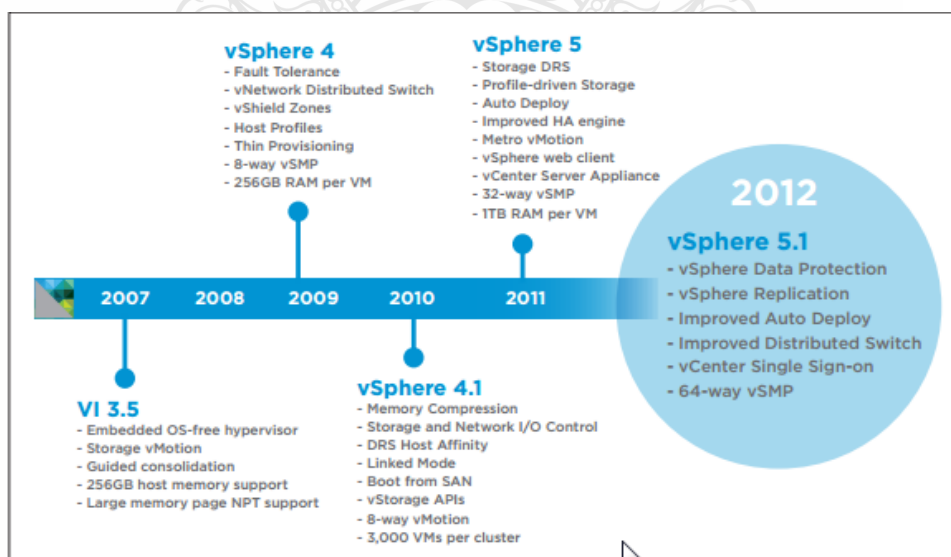 vSphere 4
- Fault Tolerance
- vNetwork Distributed Switch
- vShield Zones
- Host Profiles
- Thin Provisioning
- 8-way vSMP
- 256GB RAM per VM
vSphere 5
- Storage DRS
- Profile-driven Storage
- Auto Deploy
- Improved HA engine
- Metro vMotion
- vSphere web client
- vCenter Server Appliance
- 32-way vSMP
- 1TB RAM per VM
2012
vSphere 5.1
- vSphere Data Protection
- vSphere Replication
- Improved Auto Deploy
- Improved Distributed Switch
- vCenter Single Sign-on
- 64-way vSMP
2007 2008 2009 2010 2011
VI 3.5
- Embedded OS-free hypervisor
- Storage vMotion
- Guided consolidation
- 256GB host memory support
- Large memory page NPT support
vSphere 4.1
- Memory Compression
- Storage and Network I/O Control
- DRS Host Affinity
- Linked Mode
- Boot from SAN
- vStorage APIs
- 8-way vMotion
- 3,000 VMs per cluster